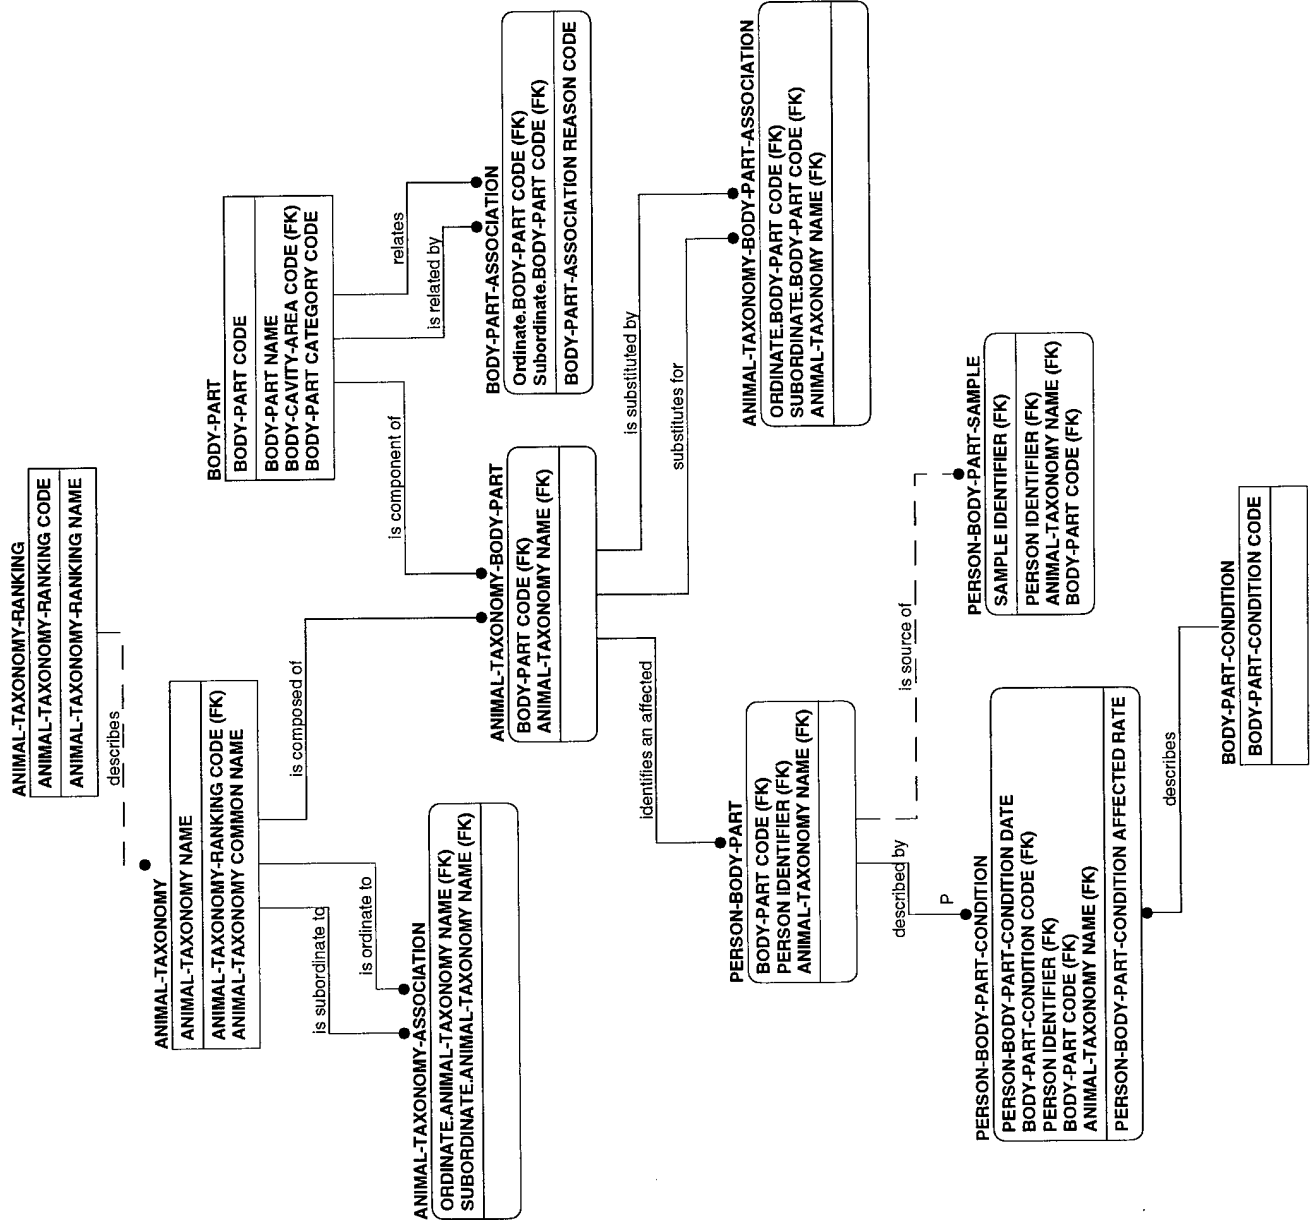 ANIMAL-TAXONOMY-RANKING
ANIMAL-TAXONOMY-RANKING CODE
ANIMAL-TAXONOMY-RANKING NAME
describes
ANIMAL-TAXONOMY
ANIMAL-TAXONOMY NAME
ANIMAL-TAXONOMY-RANKING CODE (FK)
ANIMAL-TAXONOMY COMMON NAME
is subordinate to
is ordinate to
is composed of
ANIMAL-TAXONOMY-ASSOCIATION
ORDINATE.ANIMAL-TAXONOMY NAME (FK)
SUBORDINATE.ANIMAL-TAXONOMY NAME (FK)
BODY-PART
BODY-PART CODE
BODY-PART NAME
BODY-CAVITY-AREA CODE (FK)
BODY-PART CATEGORY CODE
is component of
is related by
relates
BODY-PART-ASSOCIATION
Ordinate.BODY-PART CODE (FK)
Subordinate.BODY-PART CODE (FK)
BODY-PART-ASSOCIATION REASON CODE
ANIMAL-TAXONOMY-BODY-PART
BODY-PART CODE (FK)
ANIMAL-TAXONOMY NAME (FK)
identifies an affected
is substituted by
substitutes for
ANIMAL-TAXONOMY-BODY-PART-ASSOCIATION
ORDINATE.BODY-PART CODE (FK)
SUBORDINATE.BODY-PART CODE (FK)
ANIMAL-TAXONOMY NAME (FK)
PERSON-BODY-PART
BODY-PART CODE (FK)
PERSON IDENTIFIER (FK)
ANIMAL-TAXONOMY NAME (FK)
described by
P
is source of
PERSON-BODY-PART-SAMPLE
SAMPLE IDENTIFIER (FK)
PERSON IDENTIFIER (FK)
ANIMAL-TAXONOMY NAME (FK)
BODY-PART CODE (FK)
PERSON-BODY-PART-CONDITION
PERSON-BODY-PART-CONDITION DATE
BODY-PART-CONDITION CODE (FK)
PERSON IDENTIFIER (FK)
BODY-PART CODE (FK)
ANIMAL-TAXONOMY NAME (FK)
PERSON-BODY-PART-CONDITION AFFECTED RATE
describes
BODY-PART-CONDITION
BODY-PART-CONDITION CODE